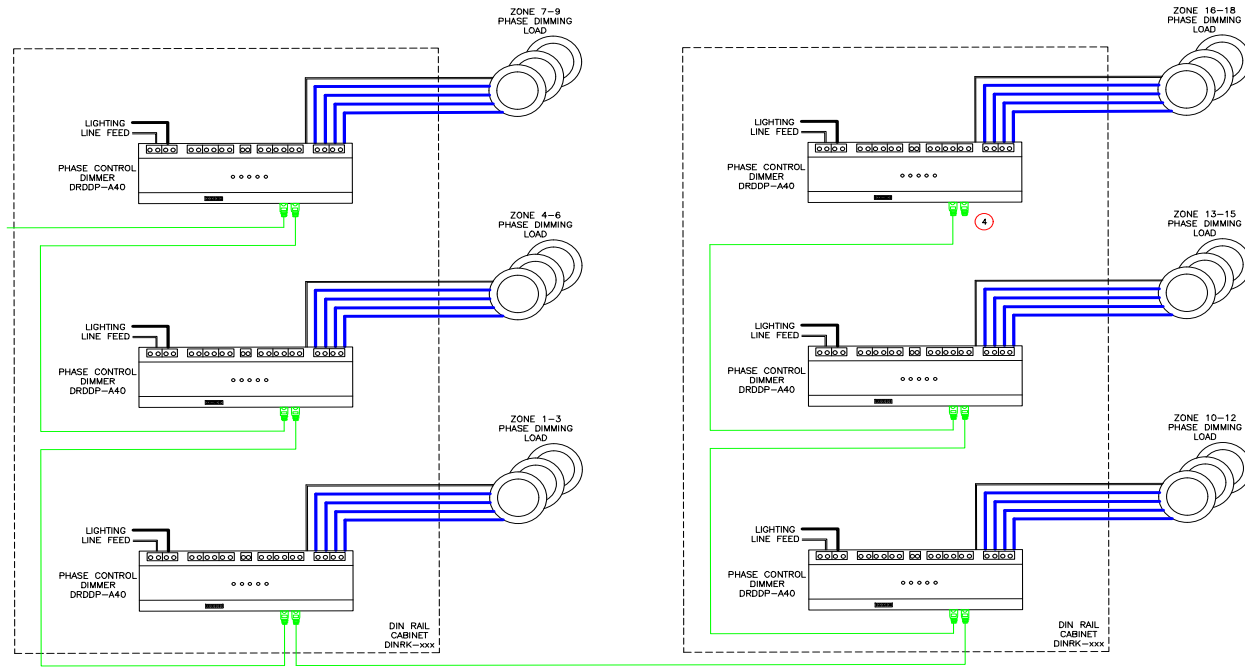 ZONE 7-9
PHASE DIMMING
LOAD
LIGHTING
LINE FEED
PHASE CONTROL
DIMMER
DRDDP-A40
ZONE 4-6
PHASE DIMMING
LOAD
LIGHTING
LINE FEED
PHASE CONTROL
DIMMER
DRDDP-A40
ZONE 1-3
PHASE DIMMING
LOAD
LIGHTING
LINE FEED
PHASE CONTROL
DIMMER
DRDDP-A40
DIN RAIL
CABINET
DINRK-xxx
ZONE 16-18
PHASE DIMMING
LOAD
LIGHTING
LINE FEED
PHASE CONTROL
DIMMER
DRDDP-A40
4
ZONE 13-15
PHASE DIMMING
LOAD
LIGHTING
LINE FEED
PHASE CONTROL
DIMMER
DRDDP-A40
ZONE 10-12
PHASE DIMMING
LOAD
LIGHTING
LINE FEED
PHASE CONTROL
DIMMER
DRDDP-A40
DIN RAIL
CABINET
DINRK-xxx